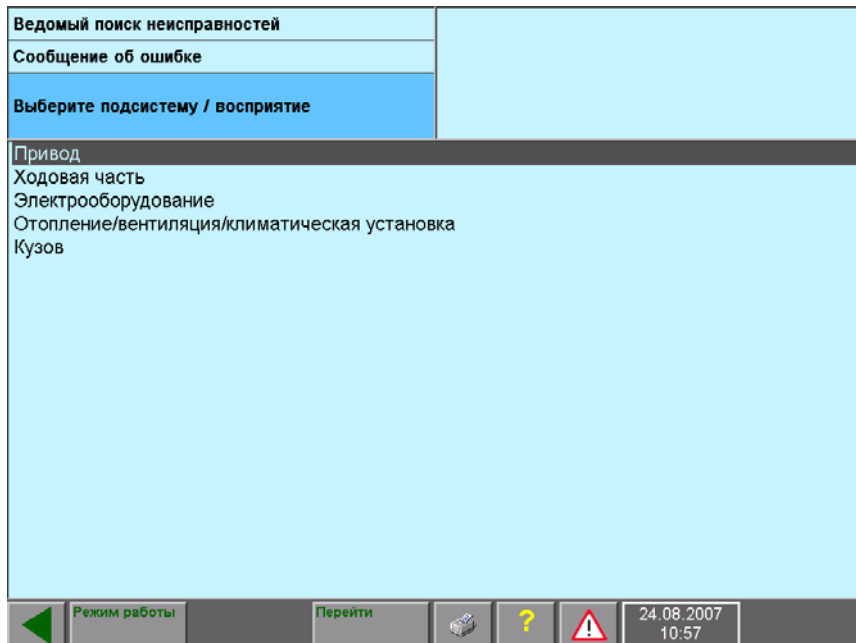 Ведомый поиск неисправностей
Сообщение об ошибке
Выберите подсистему / восприятие
Привод
Ходовая часть
Электрооборудование
Отопление/вентиляция/климатическая установка
Кузов
Режим работы
Перейти
?
24.08.2007
10:57